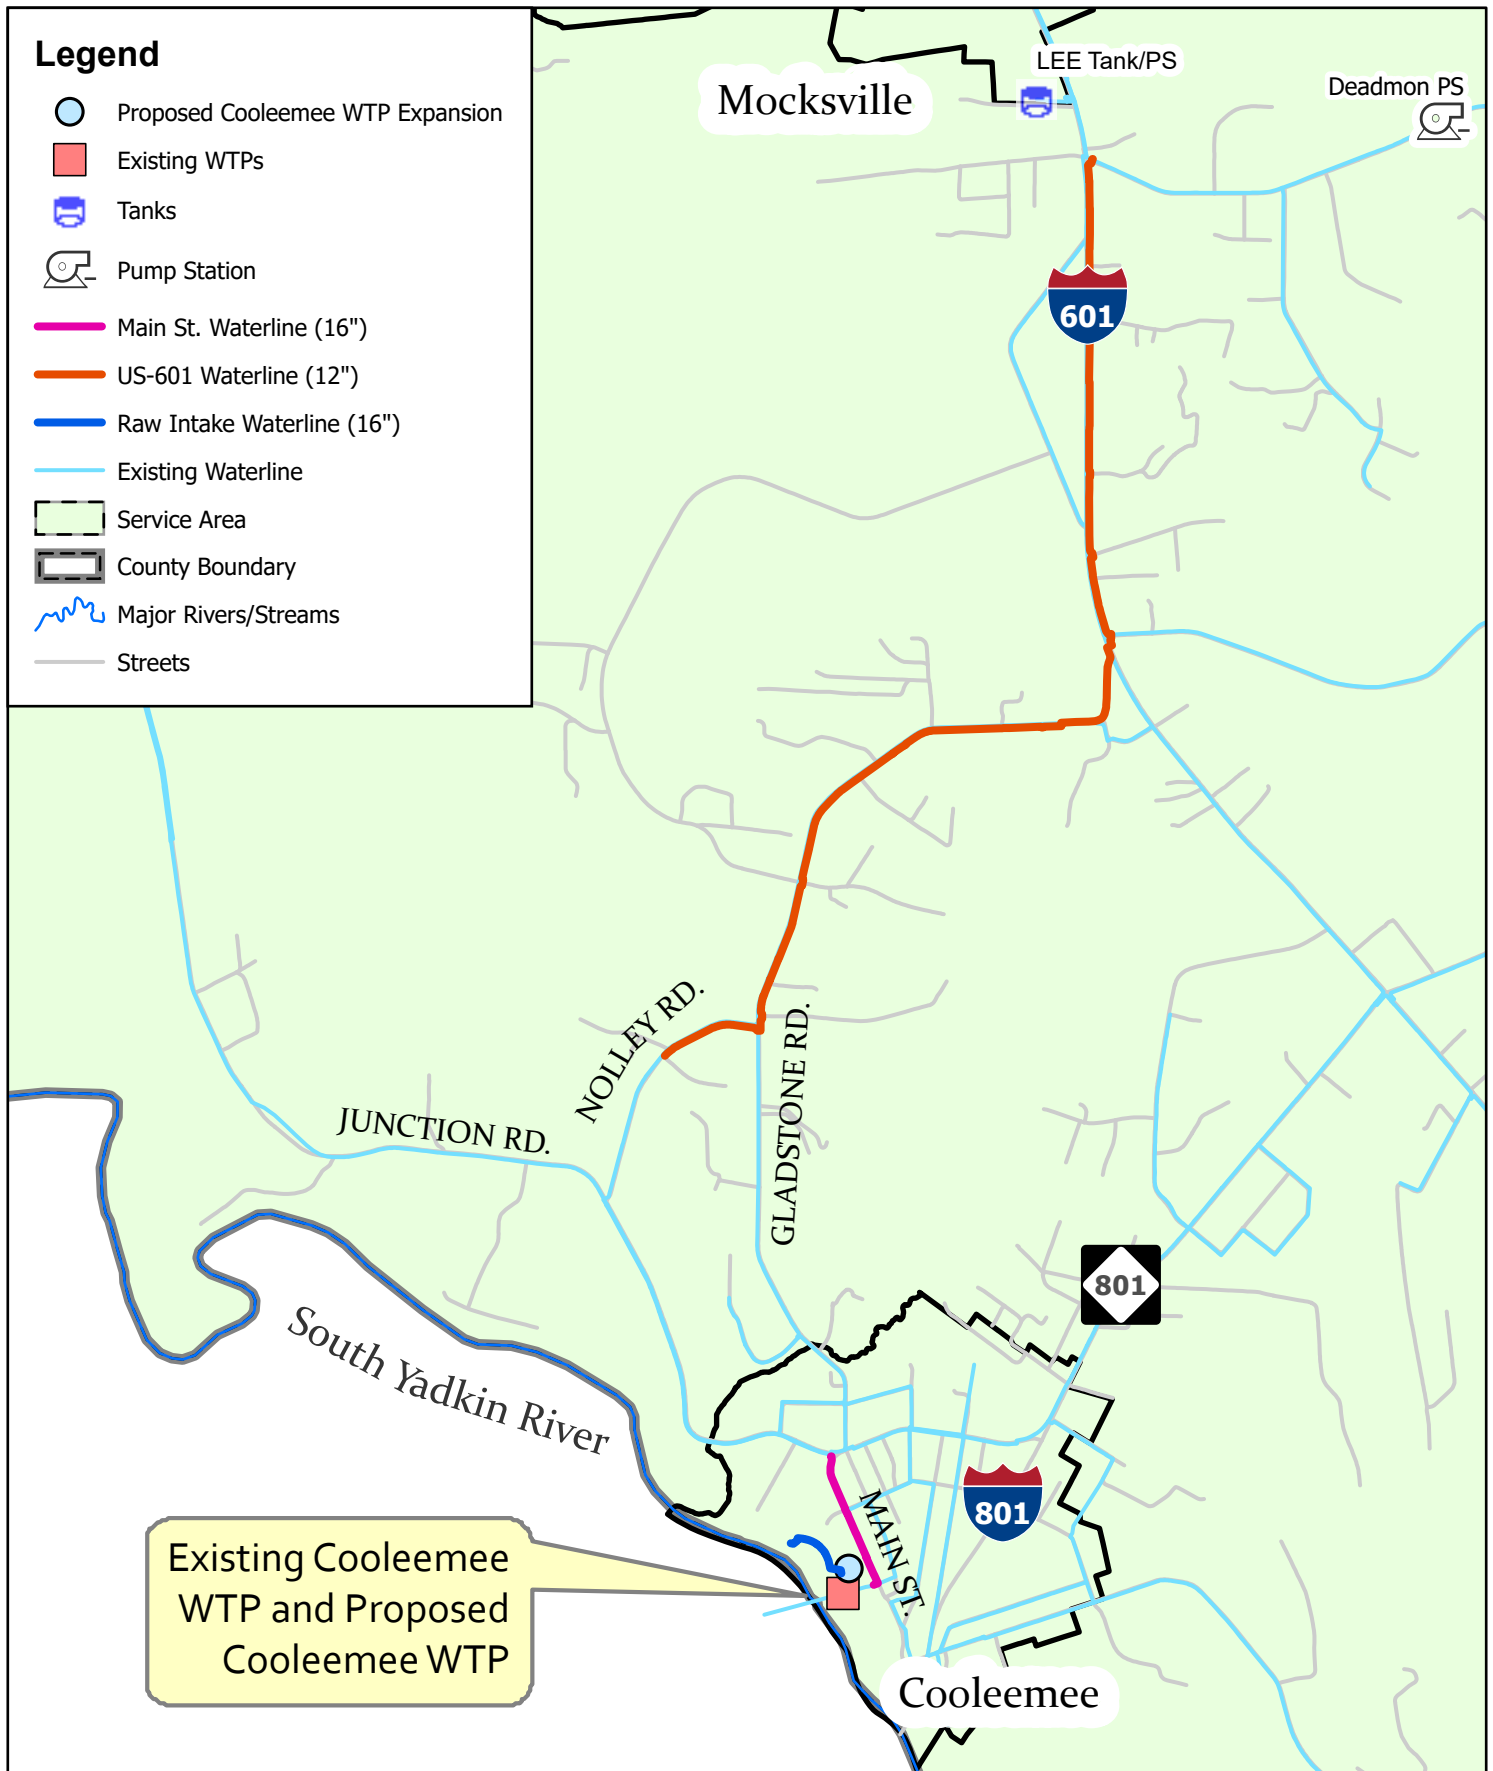 Legend
Proposed Cooleemee WTP Expansion
Existing WTPs
Tanks
Pump Station
Main St. Waterline (16")
US-601 Waterline (12")
Raw Intake Waterline (16")
Existing Waterline
Service Area
County Boundary
Major Rivers/Streams
Streets
LEE Tank/PS
Mocksville
Deadmon PS
601
NOLLEY RD.
GLADSTONE RD.
JUNCTION RD.
801
South Yadkin River
MAIN ST.
801
Existing Cooleemee
WTP and Proposed
Cooleemee WTP
Cooleemee